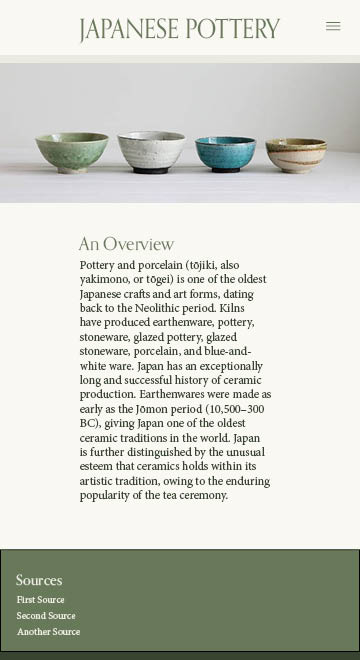 JAPANESE POTTERY
An Overview
Pottery and porcelain (tōjiki, also
yakimono, or tōgei) is one of the oldest
Japanese crafts and art forms, dating
back to the Neolithic period. Kilns
have produced earthenware, pottery,
stoneware, glazed pottery, glazed
stoneware, porcelain, and blue-and-
white ware. Japan has an exceptionally
long and successful history of ceramic
production. Earthenwares were made as
early as the Jōmon period (10,500–300
BC), giving Japan one of the oldest
ceramic traditions in the world. Japan
is further distinguished by the unusual
esteem that ceramics holds within its
artistic tradition, owing to the enduring
popularity of the tea ceremony.
Sources
First Source
Second Source
Another Source